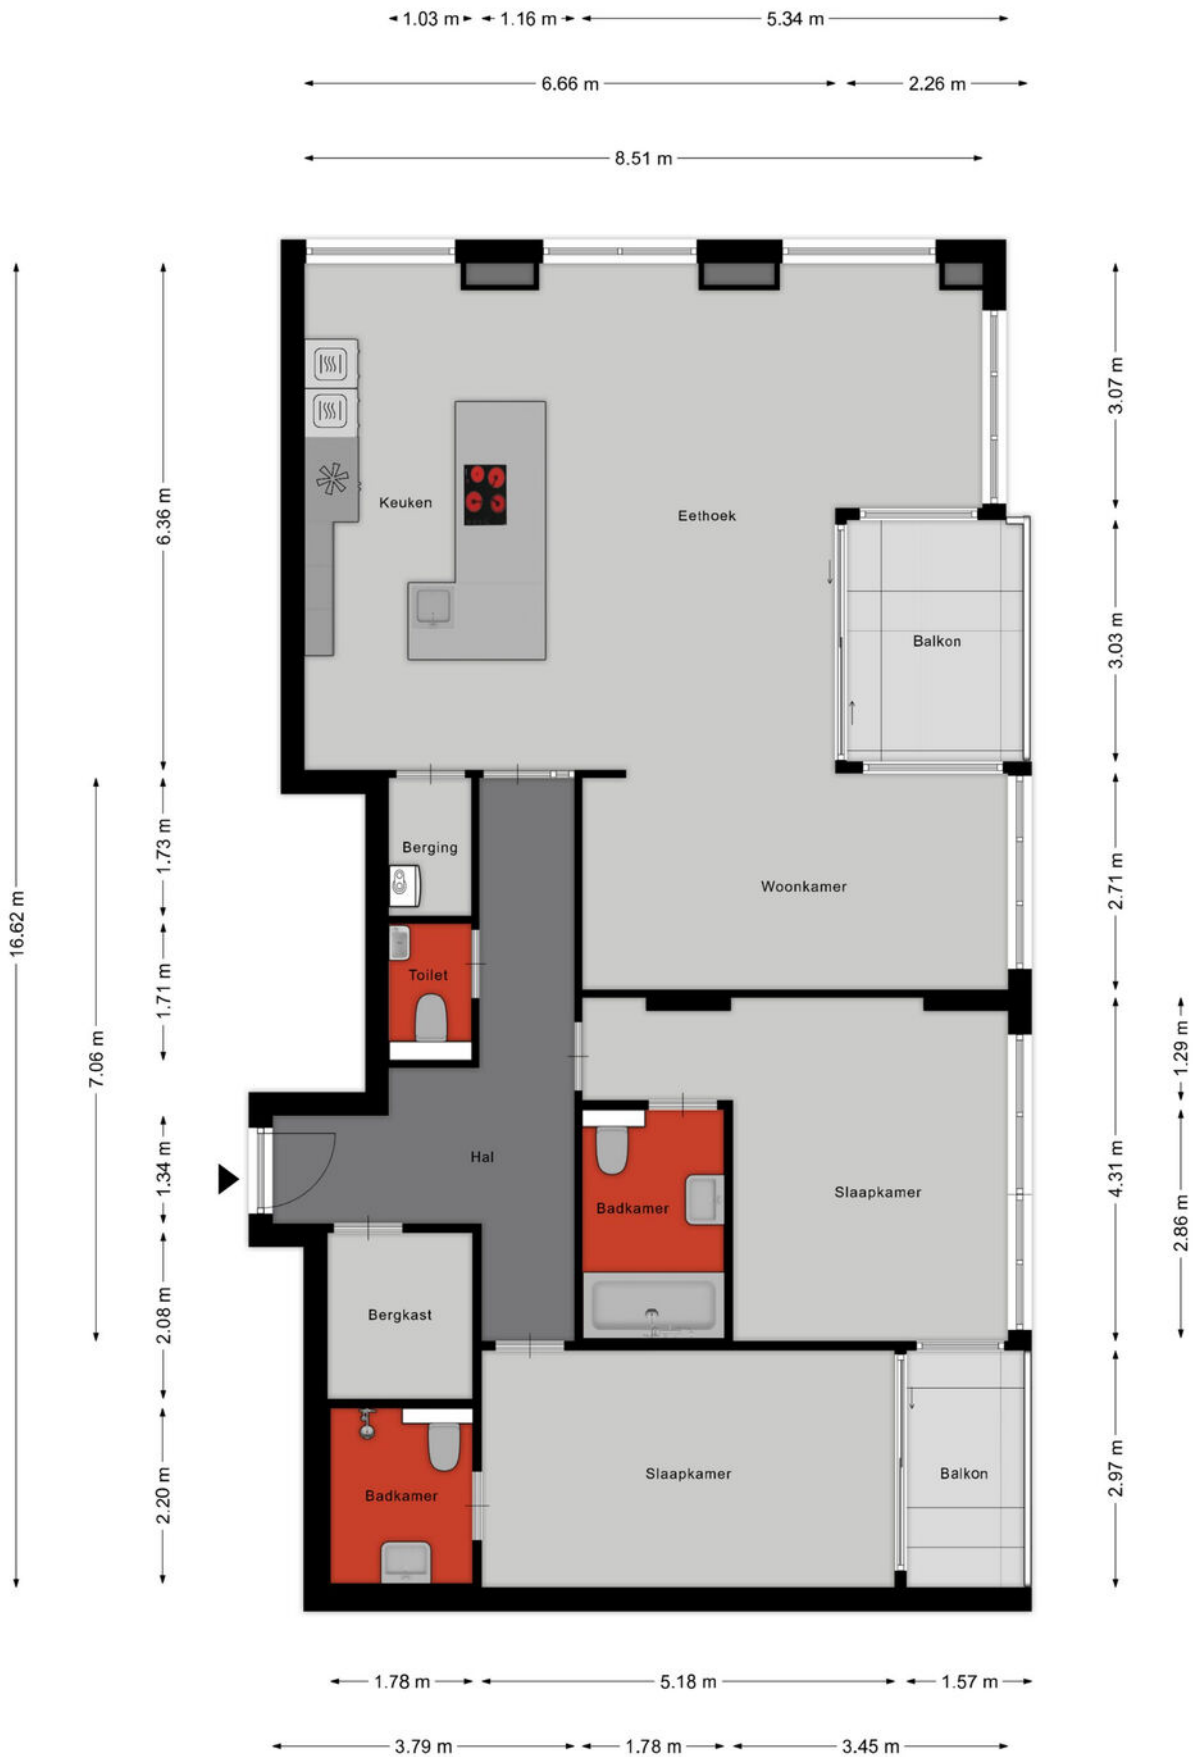 1.03 m 1.16 m 5.34 m
6.66 m 2.26 m
8.51 m
16.62 m
7.06 m
6.36 m
1.73 m
1.71 m
1.34 m
2.08 m
2.20 m
Keuken
Eethoek
Balkon
Berging
Woonkamer
Toilet
Hal
Badkamer
Slaapkamer
Bergkast
Badkamer
Slaapkamer
Balkon
3.07 m
3.03 m
2.71 m
4.31 m
2.97 m
1.29 m
2.86 m
1.78 m 5.18 m 1.57 m
3.79 m 1.78 m 3.45 m